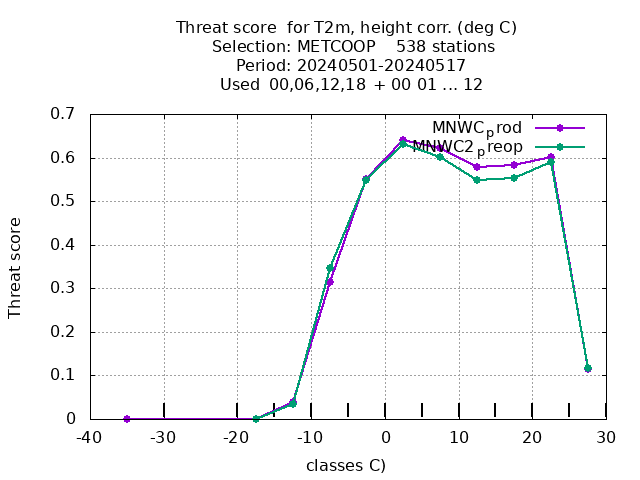 Threat score  for T2m, height corr. (deg C)
Selection: METCOOP    538 stations
Period: 20240501-20240517
Used  00,06,12,18  + 00 01 ... 12
0.7
0.6
0.5
0.4
0.3
0.2
0.1
0
Threat score
MNWC_prod
MNWC2_preop
-40
-30
-20
-10
0
10
20
30
classes C)